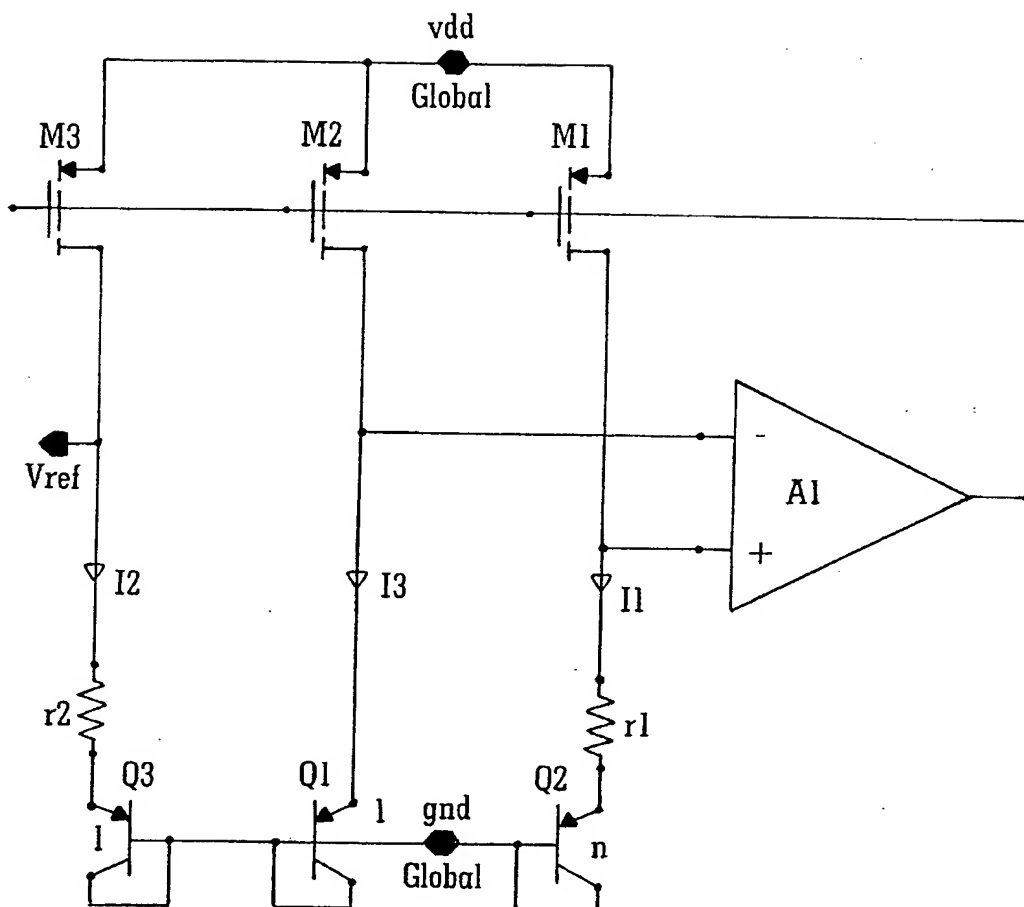 vdd
Global
M3
M2
M1
-
A1
+
Vref
I2
I3
I1
r2
r1
Q3
Q1
Q2
1
1
gnd
n
Global